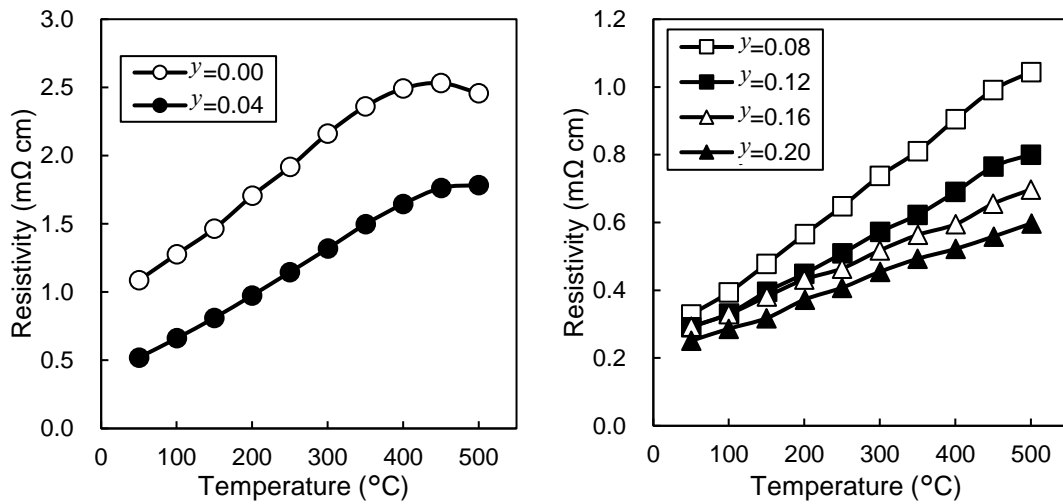 3.0
2.5
2.0
1.5
1.0
0.5
0.0
Resistivity (mΩ cm)
y=0.00
y=0.04
0 100 200 300 400 500
Temperature (°C)
1.2
1.0
0.8
0.6
0.4
0.2
0.0
Resistivity (mΩ cm)
y=0.08
y=0.12
y=0.16
y=0.20
0 100 200 300 400 500
Temperature (°C)